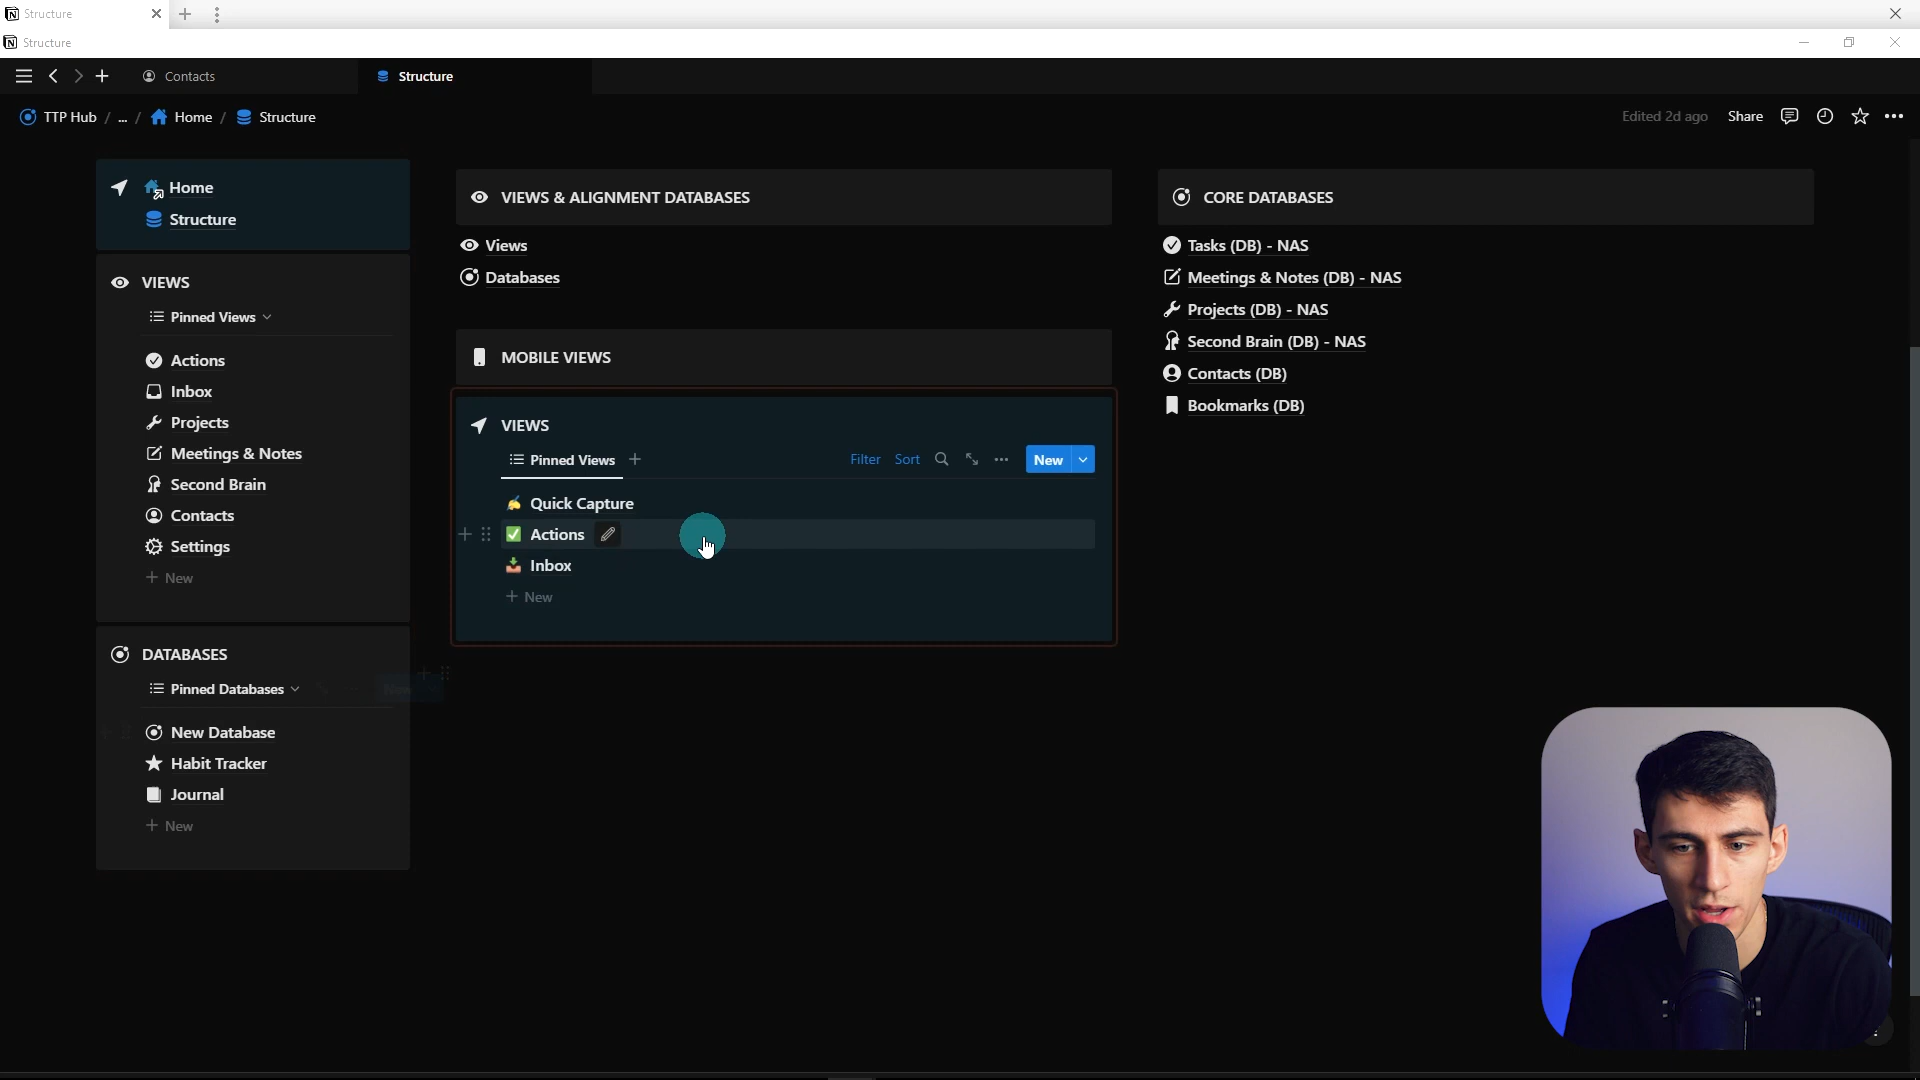 Structure
Structure
Contacts
Structure
TTP Hub / ... / Home / Structure
Edited 2d ago
Share
Home
Structure
VIEWS
Pinned Views
Actions
Inbox
Projects
Meetings & Notes
Second Brain
Contacts
Settings
New
DATABASES
Pinned Databases
New Database
Habit Tracker
Journal
New
VIEWS & ALIGNMENT DATABASES
Views
Databases
MOBILE VIEWS
VIEWS
Pinned Views
Filter
Sort
New
Quick Capture
Actions
Inbox
New
CORE DATABASES
Tasks (DB) - NAS
Meetings & Notes (DB) - NAS
Projects (DB) - NAS
Second Brain (DB) - NAS
Contacts (DB)
Bookmarks (DB)